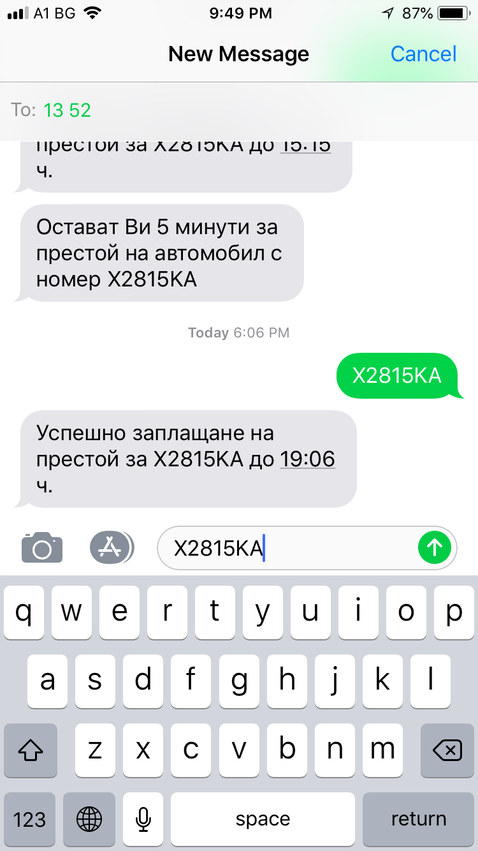 A1 BG
9:49 PM
87%
New Message
Cancel
To: 13 52
престой за X2815KA до 15:15
ч.
Остават Ви 5 минути за
престой на автомобил с
номер X2815KA
Today 6:06 PM
X2815KA
Успешно заплащане на
престой за X2815KA до 19:06
ч.
X2815KA
q w e r t y u i o p
a s d f g h j k l
z x c v b n m
123
space
return